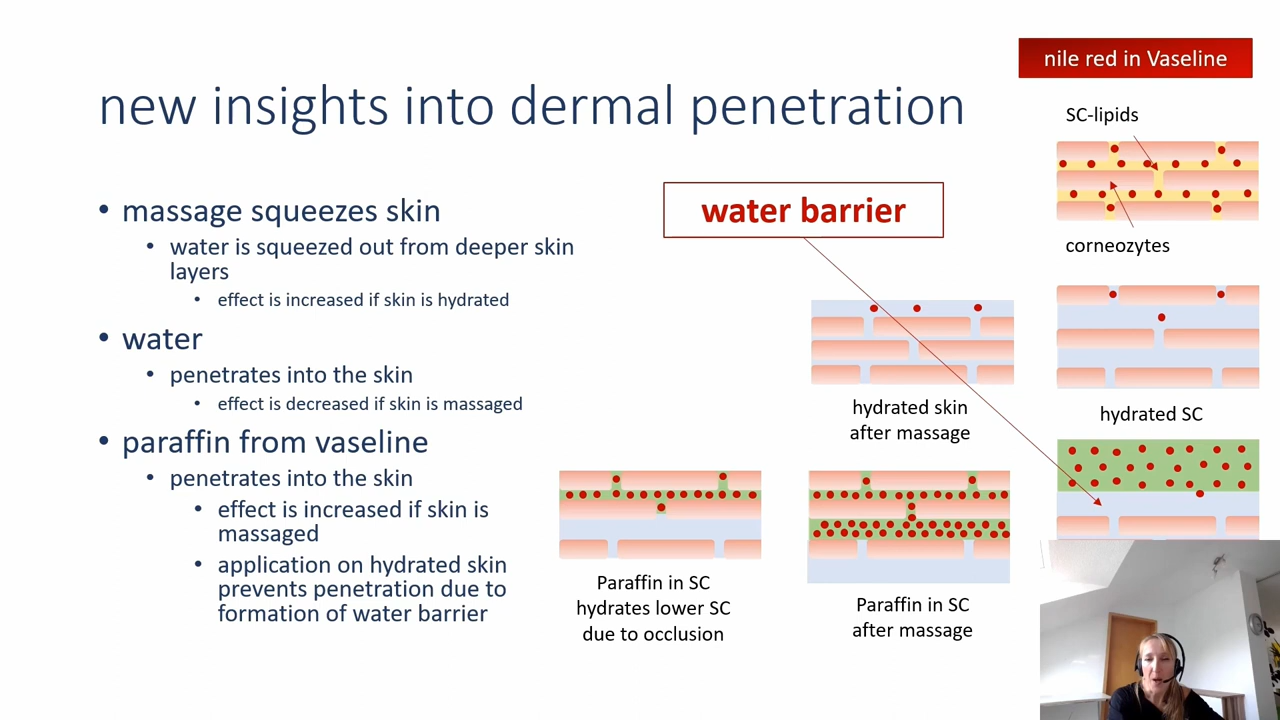 nile red in Vaseline
new insights into dermal penetration
SC-lipids
corneozytes
water barrier
• massage squeezes skin
• water is squeezed out from deeper skin
layers
• effect is increased if skin is hydrated
• water
• penetrates into the skin
• effect is decreased if skin is massaged
• paraffin from vaseline
• penetrates into the skin
• effect is increased if skin is
massaged
• application on hydrated skin
prevents penetration due to
formation of water barrier
hydrated skin
after massage
hydrated SC
Paraffin in SC
hydrates lower SC
due to occlusion
Paraffin in SC
after massage